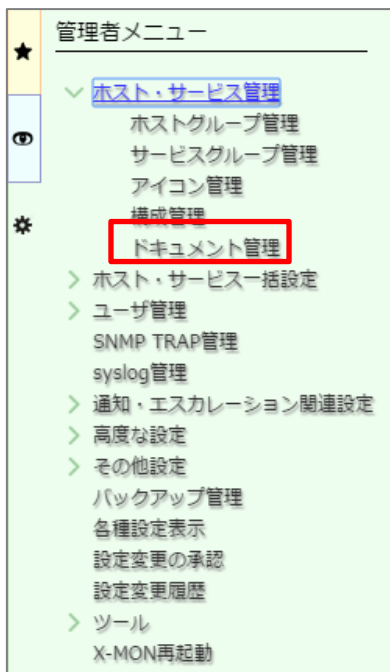 管理者メニュー
ホスト・サービス管理
ホストグループ管理
サービスグループ管理
アイコン管理
構成管理
ドキュメント管理
ホスト・サービス一括設定
ユーザ管理
SNMP TRAP管理
syslog管理
通知・エスカレーション関連設定
高度な設定
その他設定
バックアップ管理
各種設定表示
設定変更の承認
設定変更履歴
ツール
X-MON再起動